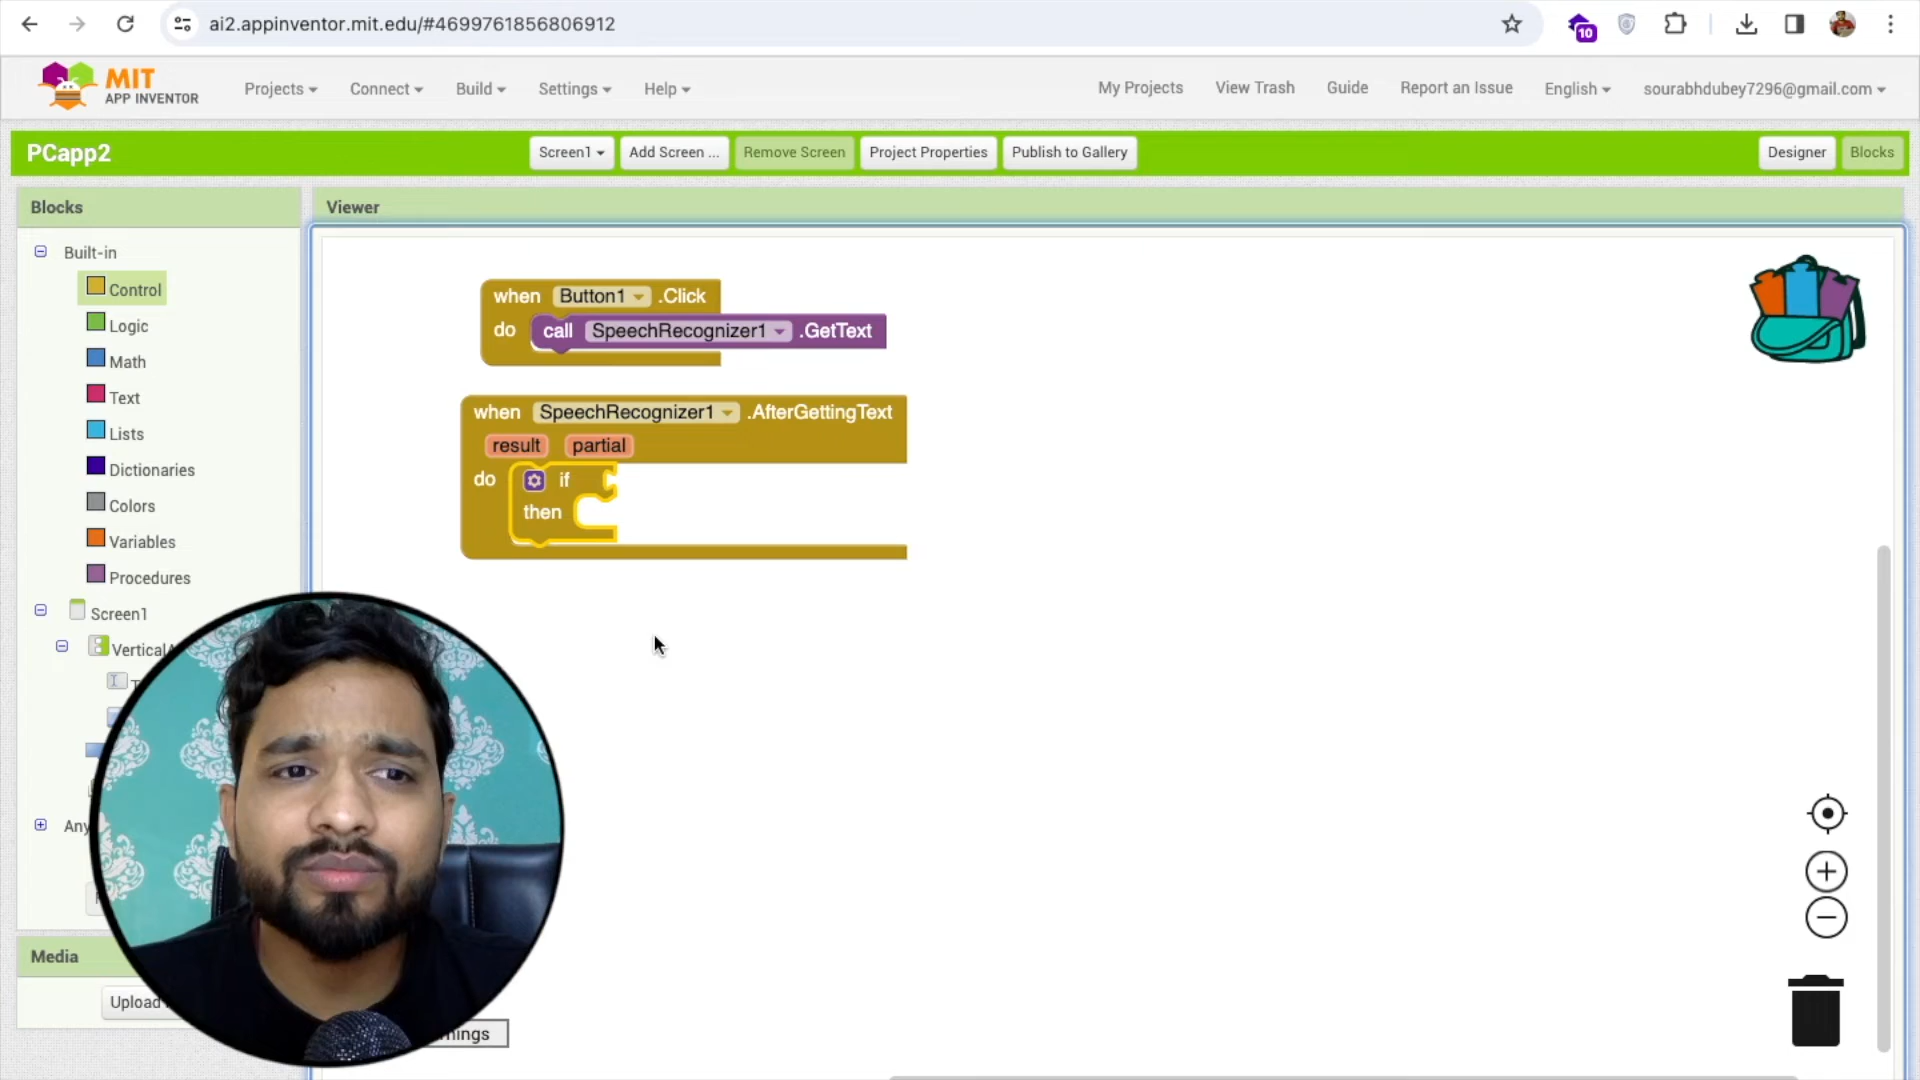 ai2.appinventor.mit.edu/#4699761856806912
10
MIT
APP INVENTOR
Projects
Connect
Build
Settings
Help
My Projects
View Trash
Guide
Report an Issue
English
sourabhdubey7296@gmail.com
PCapp2
Screen1
Add Screen ...
Remove Screen
Project Properties
Publish to Gallery
Designer
Blocks
Blocks
Viewer
Built-in
Control
Logic
Math
Text
Lists
Dictionaries
Colors
Variables
Procedures
Screen1
when Button1 .Click
do call SpeechRecognizer1 .GetText
when SpeechRecognizer1 .AfterGettingText
result partial
do if
then
Media
Upload